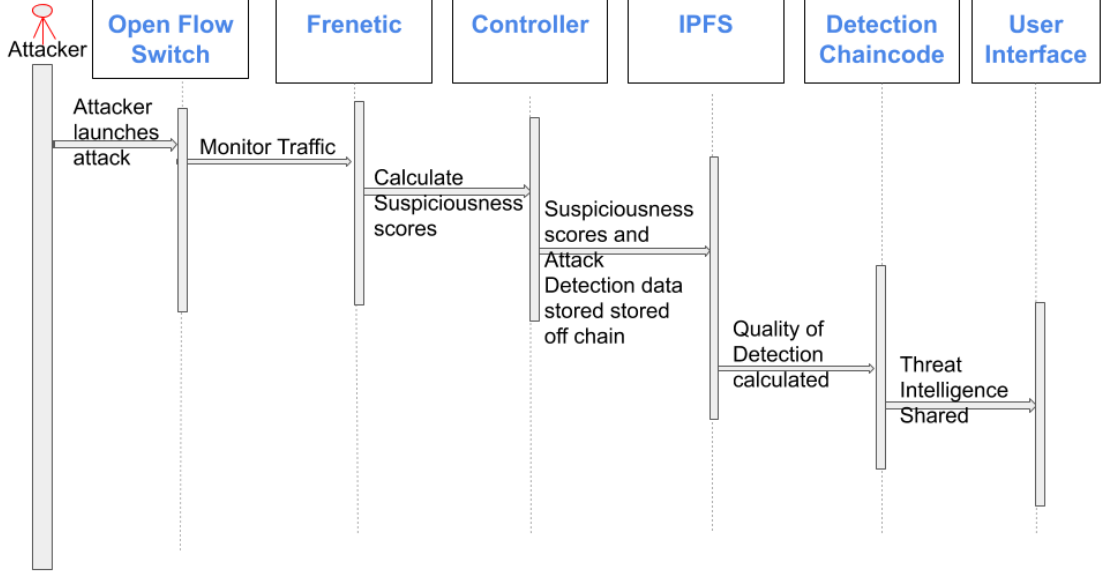 Attacker
Open Flow
Switch
Frenetic
Controller
IPFS
Detection
Chaincode
User
Interface
Attacker
launches
attack
Monitor Traffic
Calculate
Suspiciousness
scores
Suspiciousness
scores and
Attack
Detection data
stored stored
off chain
Quality of
Detection
calculated
Threat
Intelligence
Shared